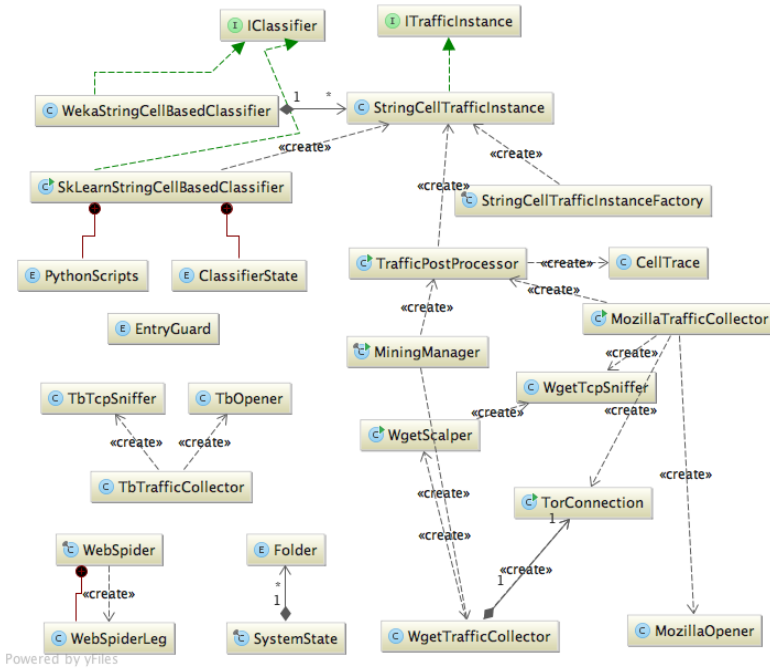 I IClassifier
I ITrafficInstance
C WekaStringCellBasedClassifier
1
*
C StringCellTrafficInstance
«create»
C SkLearnStringCellBasedClassifier
«create»
C StringCellTrafficInstanceFactory
E PythonScripts
E ClassifierState
C TrafficPostProcessor
«create»
C CellTrace
«create»
E EntryGuard
«create»
C MozillaTrafficCollector
C MiningManager
«create»
C TbTcpSniffer
C TbOpener
C WgetTcpSniffer
«create»
«create»
C WgetScalper
«create»
«create»
«create»
«create»
C TbTrafficCollector
«create»
C TorConnection
1
«create»
C WebSpider
E Folder
«create»
«create»
1
*
1
C WebSpiderLeg
C SystemState
C WgetTrafficCollector
C MozillaOpener
Powered by yFiles